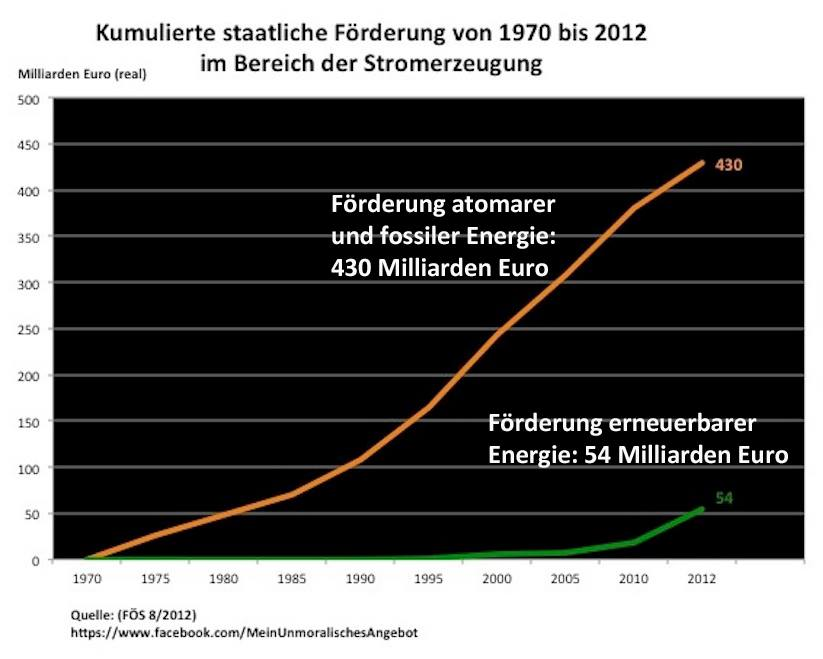 Kumulierte staatliche Förderung von 1970 bis 2012
im Bereich der Stromerzeugung
Milliarden Euro (real)
500
450
400
350
300
250
200
150
100
50
0
430
Förderung atomarer
und fossiler Energie:
430 Milliarden Euro
Förderung erneuerbarer
Energie: 54 Milliarden Euro
54
1970 1975 1980 1985 1990 1995 2000 2005 2010 2012
Quelle: (FÖS 8/2012)
https://www.facebook.com/MeinUnmoralischesAngebot